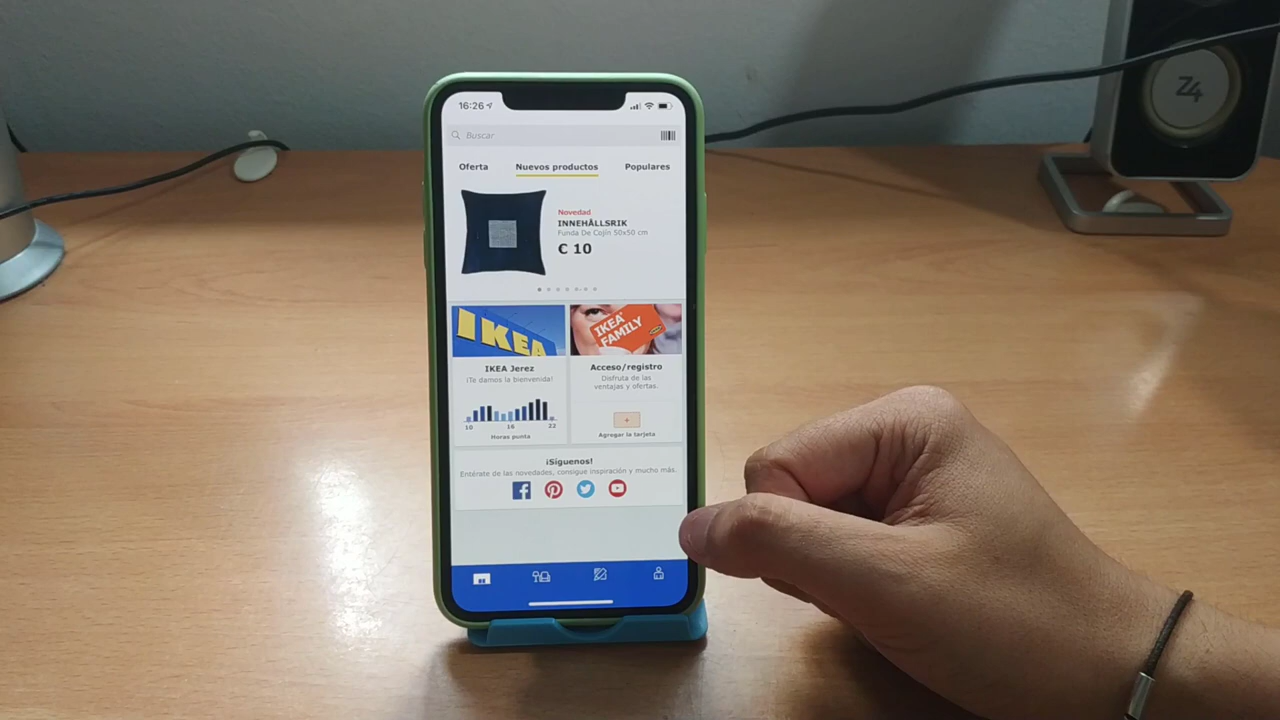 16:26
Buscar
Oferta Nuevos productos Populares
Novedad
INNEHÅLLSRIK
Funda De Cojín 50x50 cm
€ 10
IKEA
IKEA FAMILY
IKEA Jerez
¡Te damos la bienvenida!
10 16 22
Horas punta
Acceso/registro
Disfruta de las
ventajas y ofertas.
+
Agregar la tarjeta
¡Síguenos!
Entérate de las novedades, consigue inspiración y mucho más.
Z4